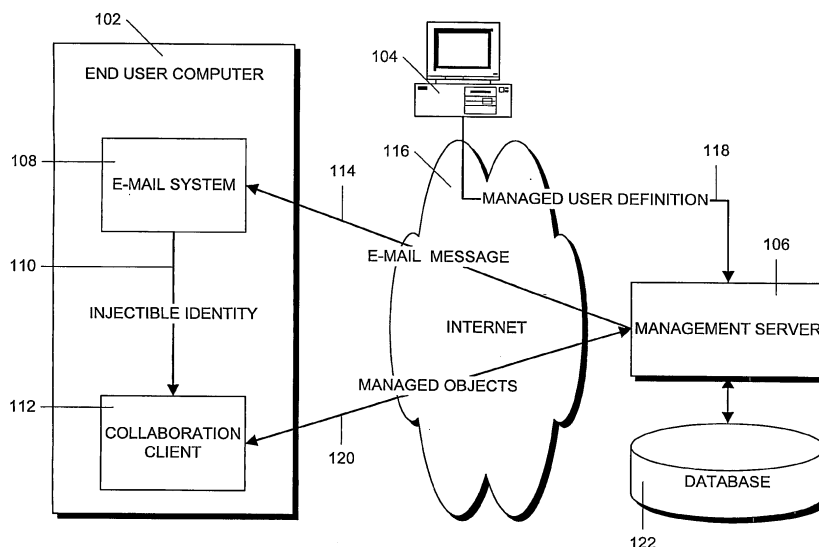 102
END USER COMPUTER
104
108
E-MAIL SYSTEM
114
116
118
MANAGED USER DEFINITION
E-MAIL MESSAGE
106
110
INJECTIBLE IDENTITY
INTERNET
MANAGEMENT SERVER
MANAGED OBJECTS
112
COLLABORATION
CLIENT
120
DATABASE
122